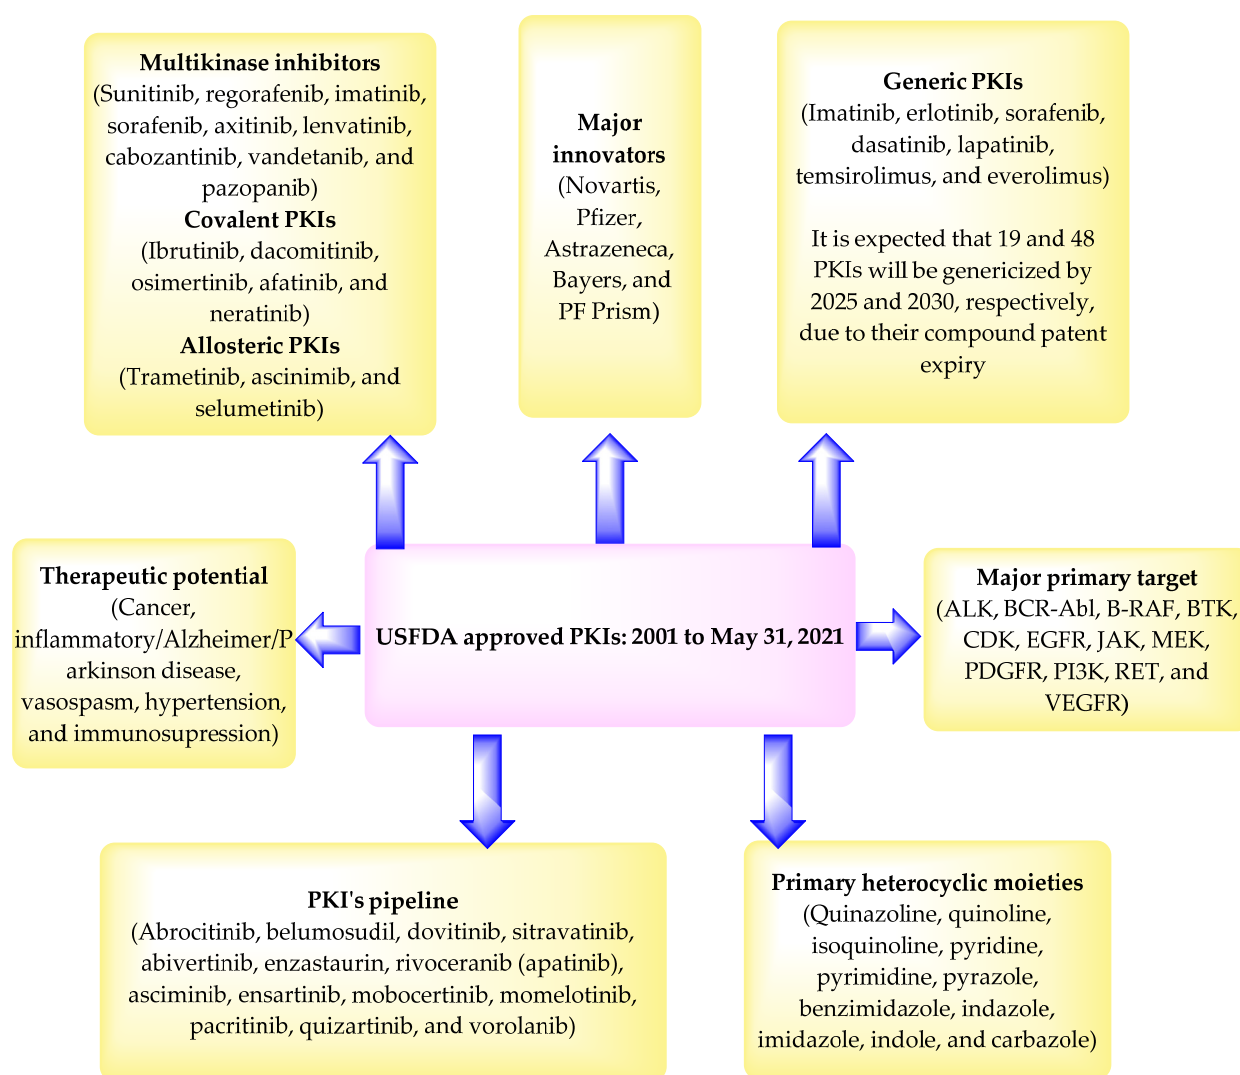 Multikinase inhibitors
(Sunitinib, regorafenib, imatinib,
sorafenib, axitinib, lenvatinib,
cabozantinib, vandetanib, and
pazopanib)
Covalent PKIs
(Ibrutinib, dacomitinib,
osimertinib, afatinib, and
neratinib)
Allosteric PKIs
(Trametinib, ascinimib, and
selumetinib)
Major
innovators
(Novartis,
Pfizer,
Astrazeneca,
Bayers, and
PF Prism)
Generic PKIs
(Imatinib, erlotinib, sorafenib,
dasatinib, lapatinib,
temsirolimus, and everolimus)
It is expected that 19 and 48
PKIs will be genericized by
2025 and 2030, respectively,
due to their compound patent
expiry
Therapeutic potential
(Cancer,
inflammatory/Alzheimer/P
arkinson disease,
vasospasm, hypertension,
and immunosupression)
USFDA approved PKIs: 2001 to May 31, 2021
Major primary target
(ALK, BCR-Abl, B-RAF, BTK,
CDK, EGFR, JAK, MEK,
PDGFR, PI3K, RET, and
VEGFR)
PKI's pipeline
(Abrocitinib, belumosudil, dovitinib, sitravatinib,
abivertinib, enzastaurin, rivoceranib (apatinib),
asciminib, ensartinib, mobocertinib, momelotinib,
pacritinib, quizartinib, and vorolanib)
Primary heterocyclic moieties
(Quinazoline, quinoline,
isoquinoline, pyridine,
pyrimidine, pyrazole,
benzimidazole, indazole,
imidazole, indole, and carbazole)